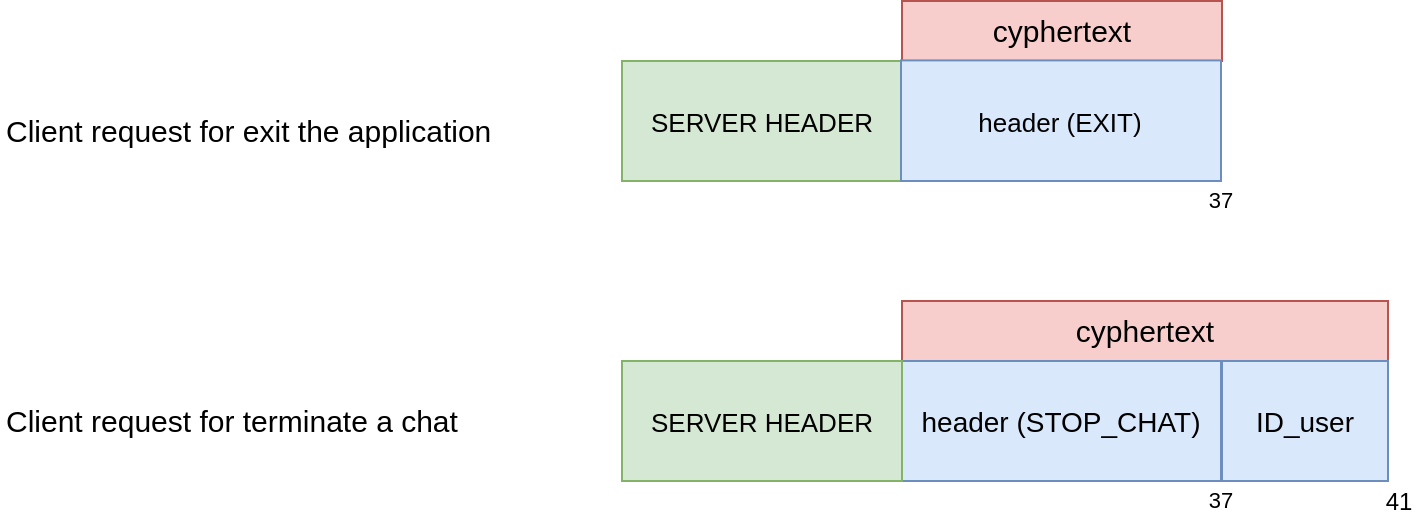 cyphertext
Client request for exit the application
SERVER HEADER
header (EXIT)
37
cyphertext
Client request for terminate a chat
SERVER HEADER
header (STOP_CHAT)
ID_user
37
41